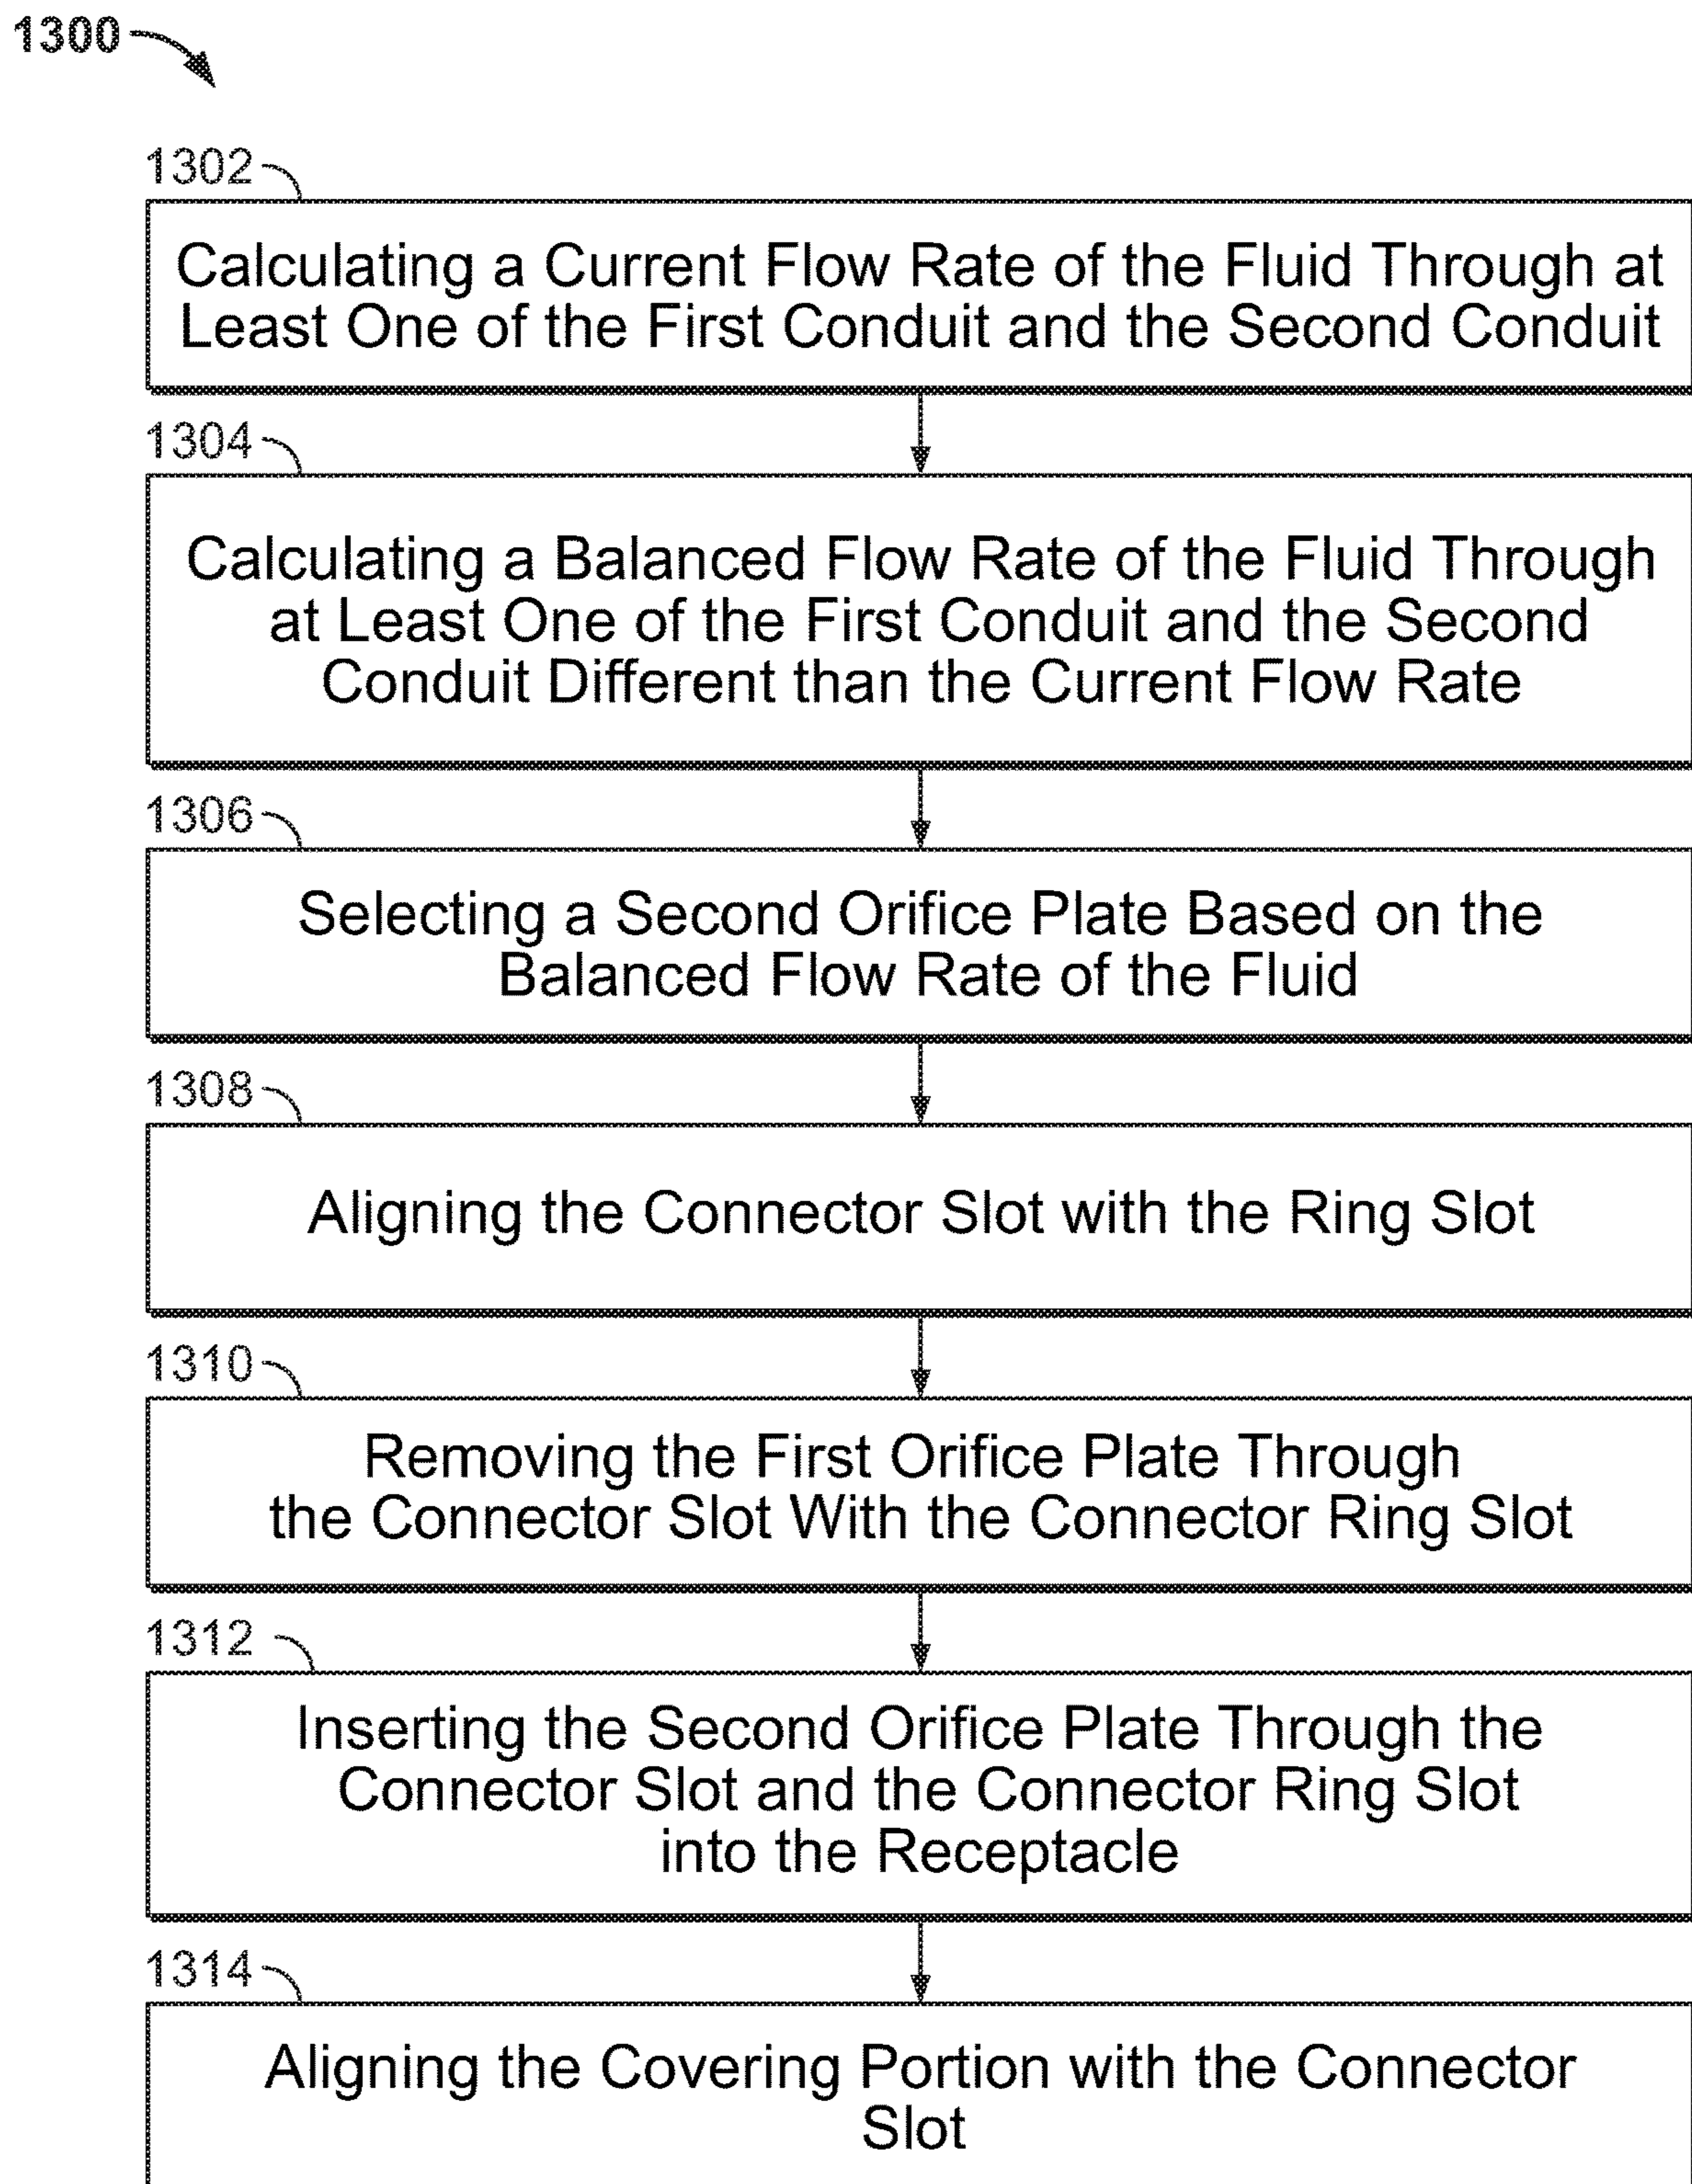 1300
1302
Calculating a Current Flow Rate of the Fluid Through at
Least One of the First Conduit and the Second Conduit
1304
Calculating a Balanced Flow Rate of the Fluid Through
at Least One of the First Conduit and the Second
Conduit Different than the Current Flow Rate
1306
Selecting a Second Orifice Plate Based on the
Balanced Flow Rate of the Fluid
1308
Aligning the Connector Slot with the Ring Slot
1310
Removing the First Orifice Plate Through
the Connector Slot With the Connector Ring Slot
1312
Inserting the Second Orifice Plate Through the
Connector Slot and the Connector Ring Slot
into the Receptacle
1314
Aligning the Covering Portion with the Connector
Slot